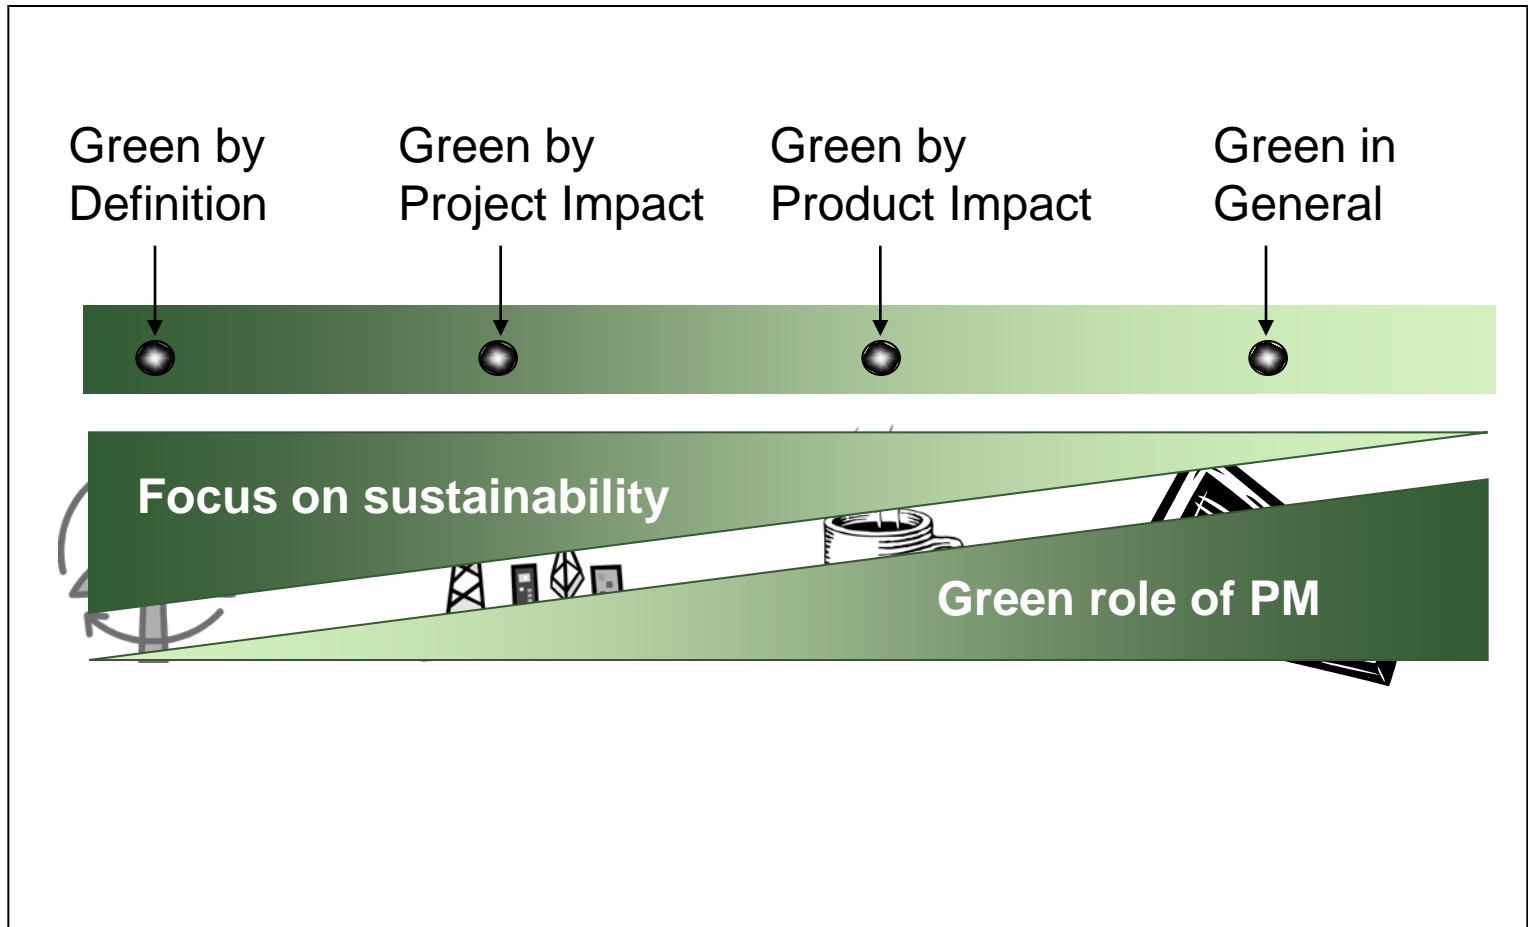 Green by
Definition
Green by
Project Impact
Green by
Product Impact
Green in
General
Focus on sustainability
Green role of PM